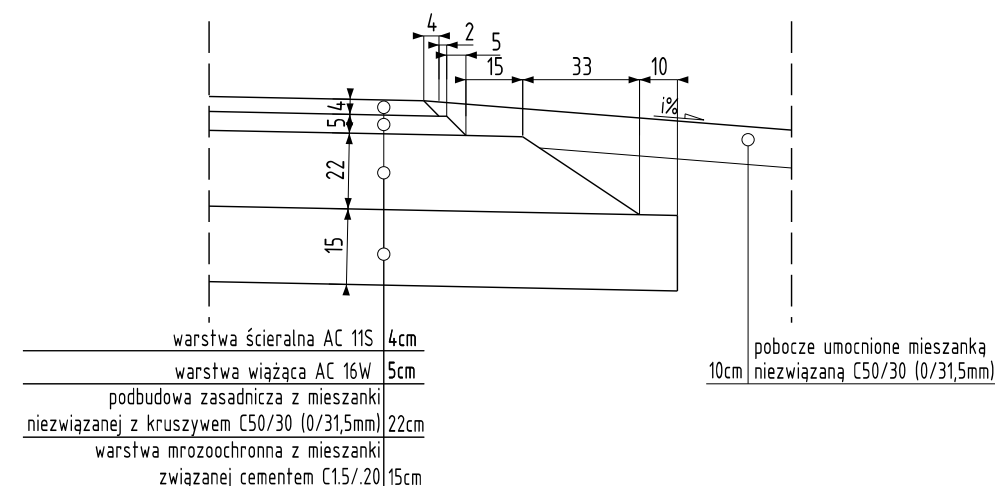 4
2
5
15
33
10
i%
4
5
22
15
warstwa ścieralna AC 11S 4cm
warstwa wiążąca AC 16W 5cm
podbudowa zasadnicza z mieszanki
niezwiązanej z kruszywem C50/30 (0/31,5mm) 22cm
warstwa mrozoochronna z mieszanki
związanej cementem C1.5/.20 15cm
pobocze umocnione mieszanką
10cm niezwiązaną C50/30 (0/31,5mm)